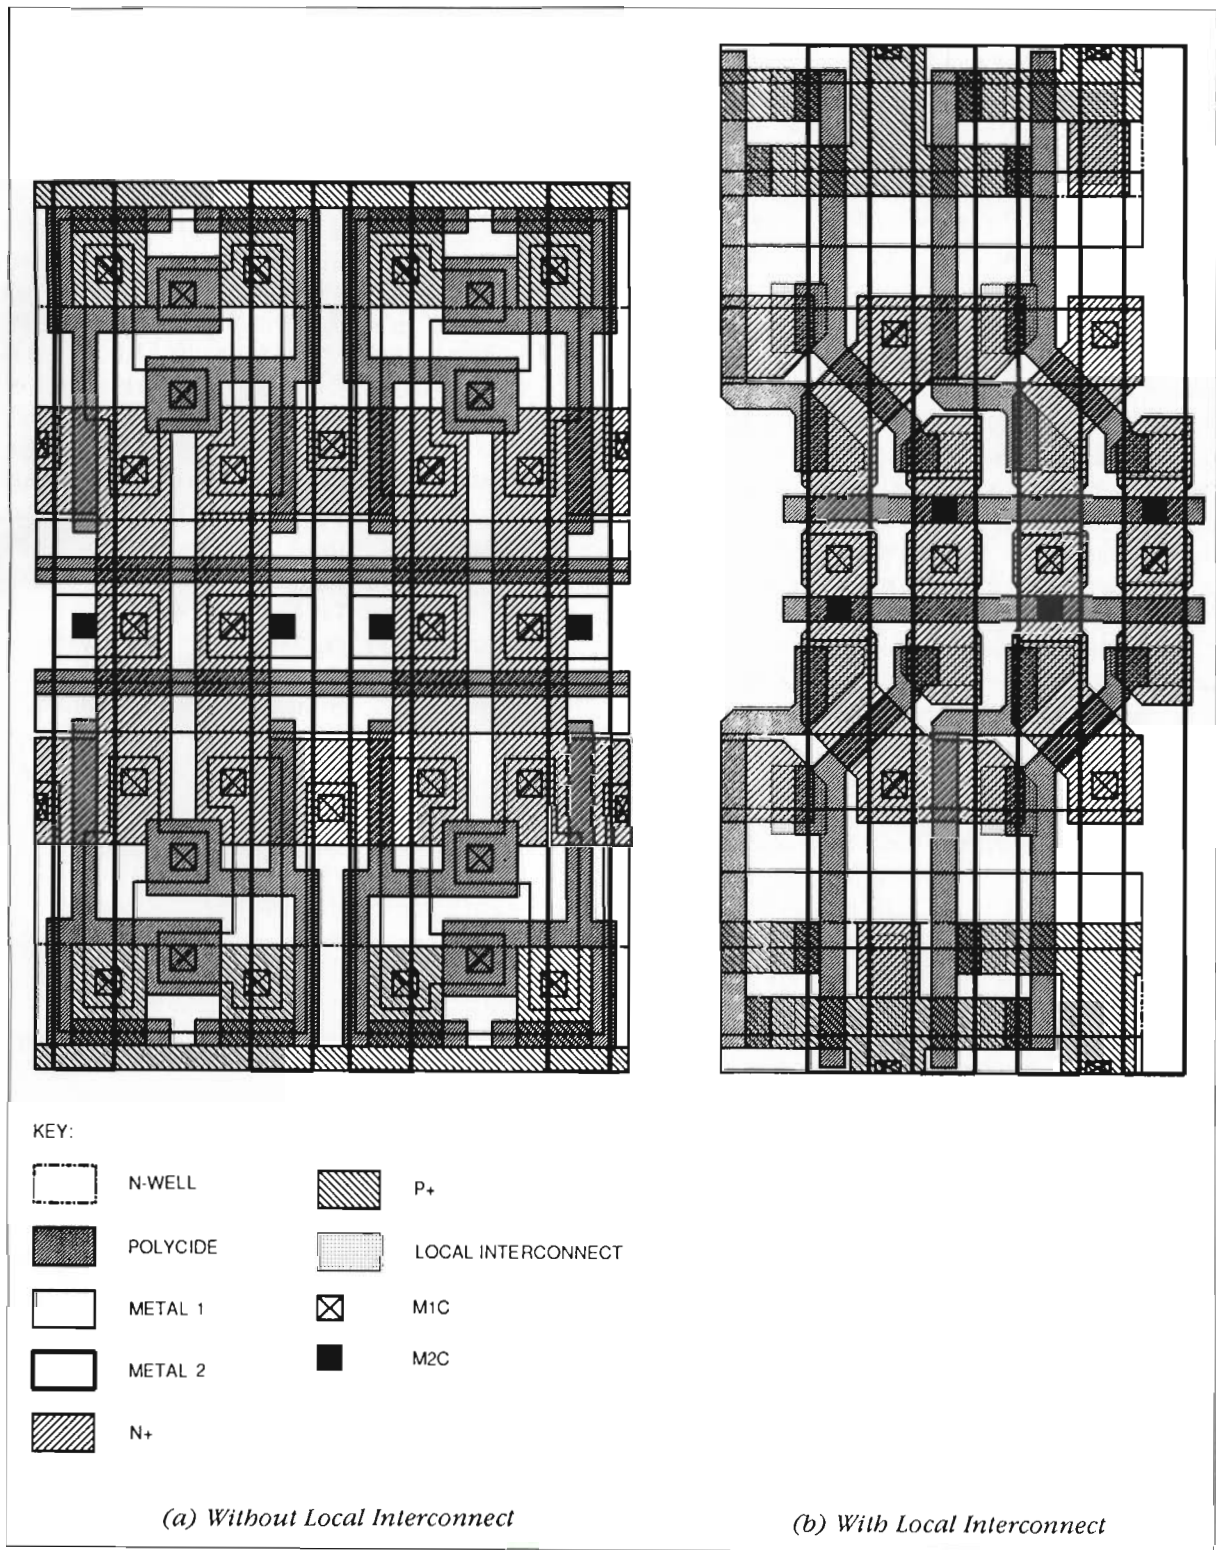 KEY:
N-WELL
POLYCIDE
METAL 1
METAL 2
N+
P+
LOCAL INTERCONNECT
M1C
M2C
(a) Without Local Interconnect
(b) With Local Interconnect